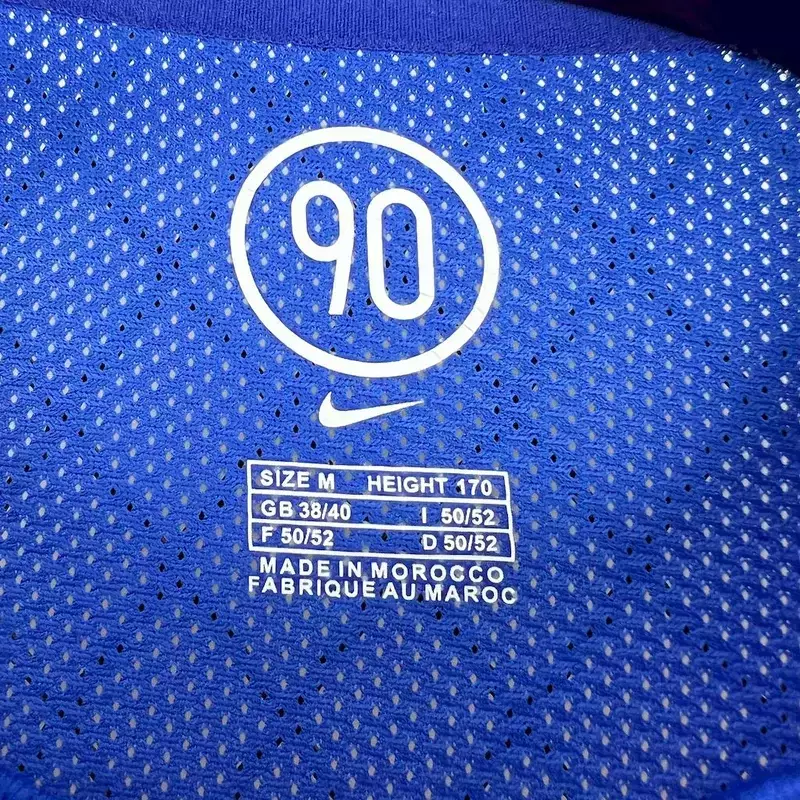 90
SIZE M HEIGHT 170
GB 38/40 I 50/52
F 50/52 D 50/52
MADE IN MOROCCO
FABRIQUE AU MAROC